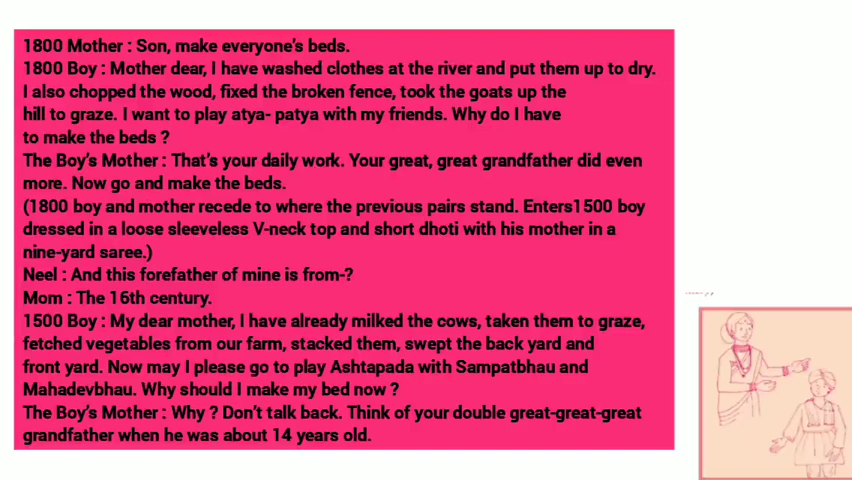 1800 Mother : Son, make everyone's beds.
1800 Boy : Mother dear, I have washed clothes at the river and put them up to dry.
I also chopped the wood, fixed the broken fence, took the goats up the
hill to graze. I want to play atya- patya with my friends. Why do I have
to make the beds ?
The Boy's Mother : That's your daily work. Your great, great grandfather did even
more. Now go and make the beds.
(1800 boy and mother recede to where the previous pairs stand. Enters1500 boy
dressed in a loose sleeveless V-neck top and short dhoti with his mother in a
nine-yard saree.)
Neel : And this forefather of mine is from-?
Mom : The 16th century.
1500 Boy : My dear mother, I have already milked the cows, taken them to graze,
fetched vegetables from our farm, stacked them, swept the back yard and
front yard. Now may I please go to play Ashtapada with Sampatbhau and
Mahadevbhau. Why should I make my bed now ?
The Boy's Mother : Why ? Don't talk back. Think of your double great-great-great
grandfather when he was about 14 years old.